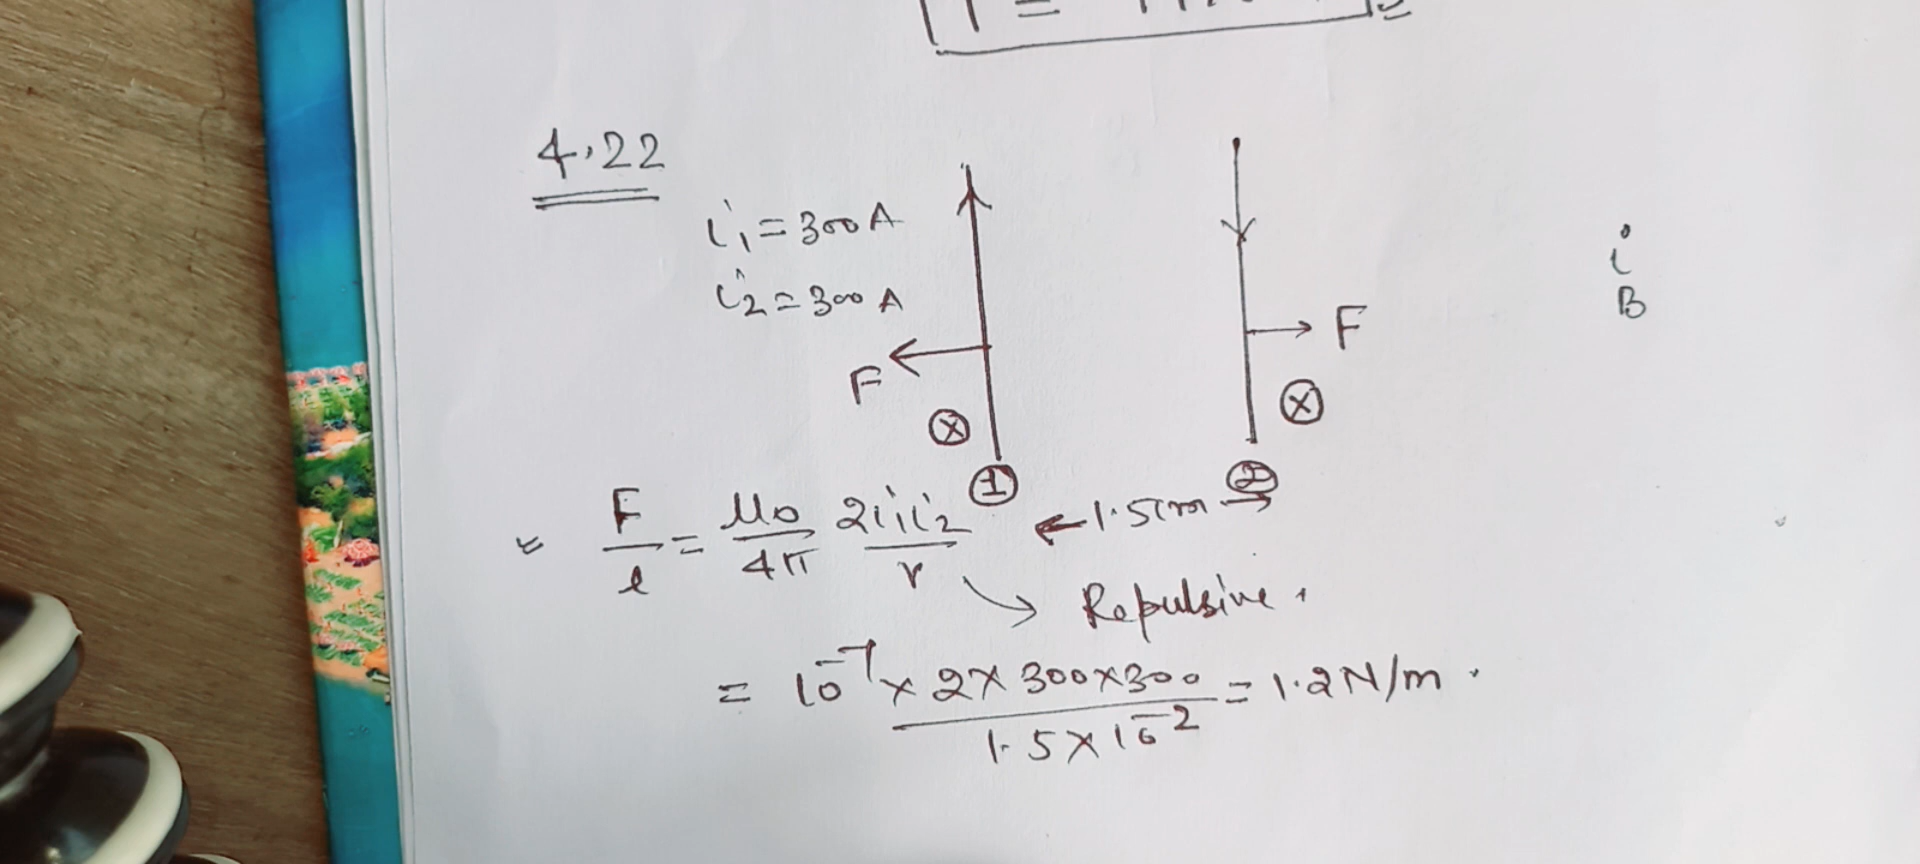 4.22
i₁ = 300 A
i₂ = 300 A
F
F
i
B
ⓧ
ⓧ
①
②
F/l = μ₀/4π 2i₁i₂/r
1.5cm
Repulsive.
= 10⁻⁷ × 2 × 300×300 / 1.5×10⁻² = 1.2 N/m.